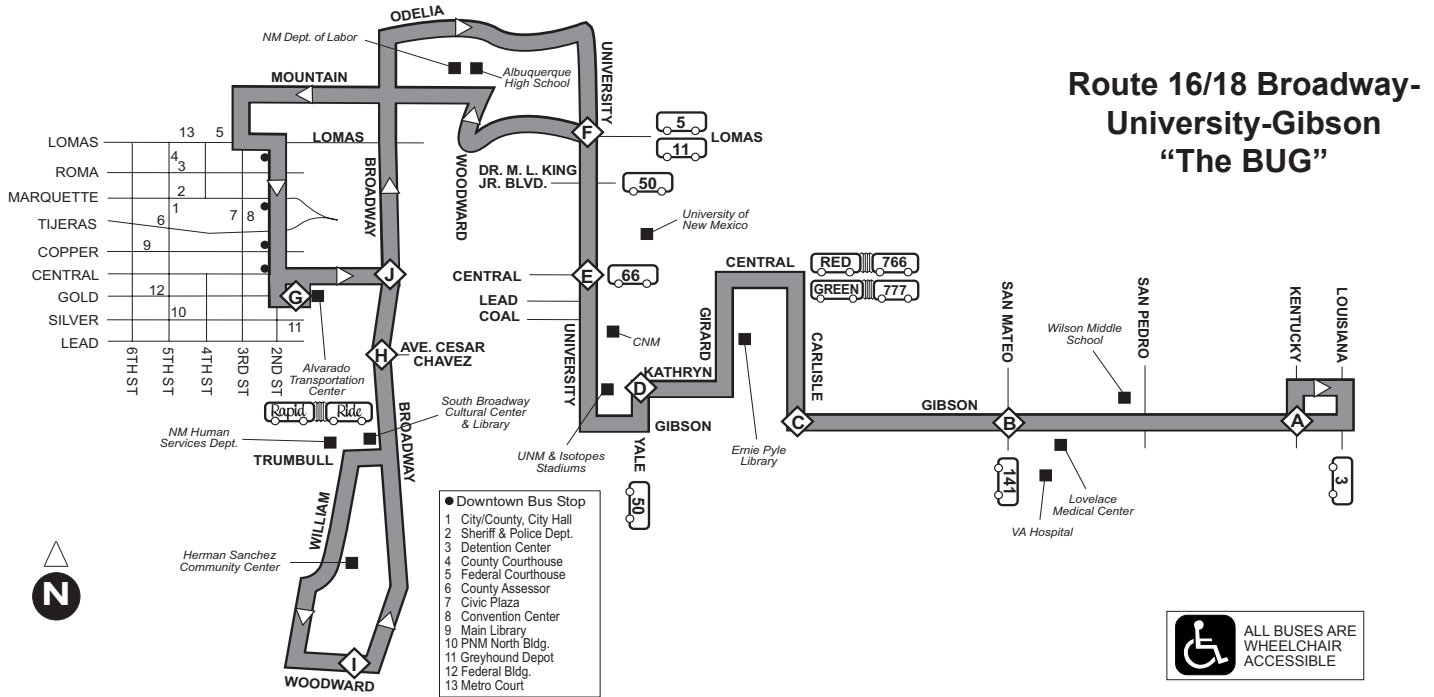 Route 16/18 Broadway-
University-Gibson
“The BUG”
ODELIA
NM Dept. of Labor
Albuquerque
High School
UNIVERSITY
MOUNTAIN
LOMAS
13
5
LOMAS
F
5
11
LOMAS
4
3
ROMA
BROADWAY
WOODWARD
DR. M. L. KING
JR. BLVD.
50
MARQUETTE
2
1
TIJERAS
6
7
8
University of
New Mexico
COPPER
9
CENTRAL
J
CENTRAL
E
66
CENTRAL
RED
766
GREEN
777
GOLD
12
G
LEAD
COAL
SILVER
10
11
LEAD
6TH ST
5TH ST
4TH ST
3RD ST
2ND ST
H
AVE. CESAR
CHAVEZ
UNIVERSITY
CNM
GIRARD
CARLISLE
SAN MATEO
SAN PEDRO
KENTUCKY
LOUISIANA
Wilson Middle
School
Alvarado
Transportation
Center
Rapid
Ride
KATHRYN
D
South Broadway
Cultural Center
& Library
BROADWAY
GIBSON
C
GIBSON
B
A
NM Human
Services Dept.
TRUMBULL
UNM & Isotopes
Stadiums
YALE
50
Ernie Pyle
Library
141
Lovelace
Medical Center
VA Hospital
3
WILLIAM
Herman Sanchez
Community Center
I
WOODWARD
N
Downtown Bus Stop
1 City/County, City Hall
2 Sheriff & Police Dept.
3 Detention Center
4 County Courthouse
5 Federal Courthouse
6 County Assessor
7 Civic Plaza
8 Convention Center
9 Main Library
10 PNM North Bldg.
11 Greyhound Depot
12 Federal Bldg.
13 Metro Court
ALL BUSES ARE
WHEELCHAIR
ACCESSIBLE